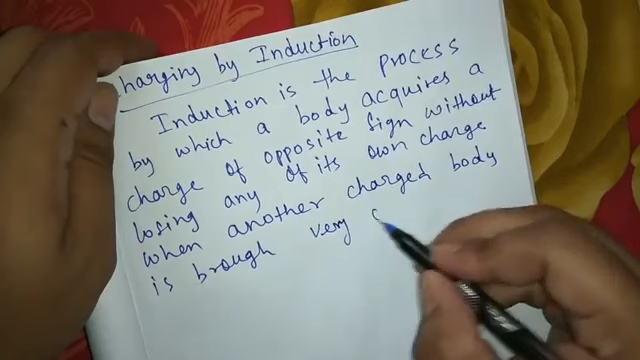 harging by Induction
Induction is the process
by which a body acquires a
charge of opposite sign without
losing any of its own charge
when another charged body
is brough very